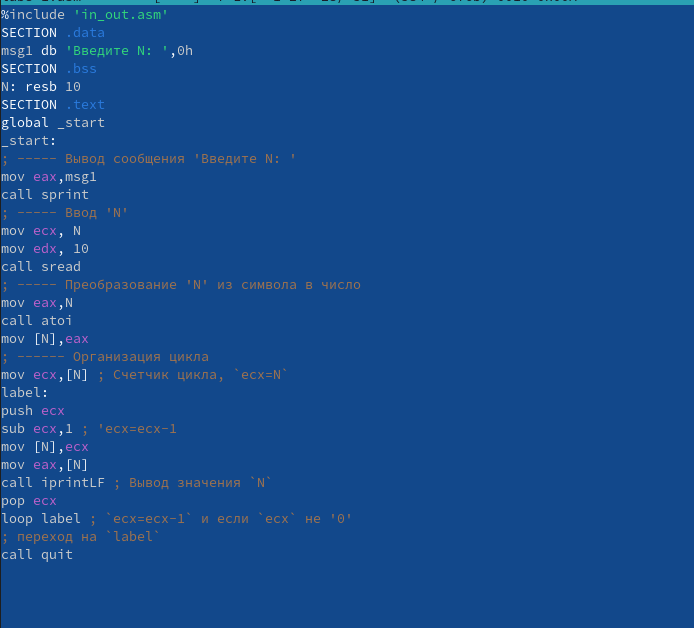 %include 'in_out.asm'
SECTION .data
msg1 db 'Введите N: ',0h
SECTION .bss
N: resb 10
SECTION .text
global _start
_start:
; ----- Вывод сообщения 'Введите N: '
mov eax,msg1
call sprint
; ----- Ввод 'N'
mov ecx, N
mov edx, 10
call sread
; ----- Преобразование 'N' из символа в число
mov eax,N
call atoi
mov [N],eax
; ------ Организация цикла
mov ecx,[N] ; Счетчик цикла, `ecx=N`
label:
push ecx
sub ecx,1 ; 'ecx=ecx-1
mov [N],ecx
mov eax,[N]
call iprintLF ; Вывод значения `N`
pop ecx
loop label ; `ecx=ecx-1` и если `ecx` не '0'
; переход на `label`
call quit